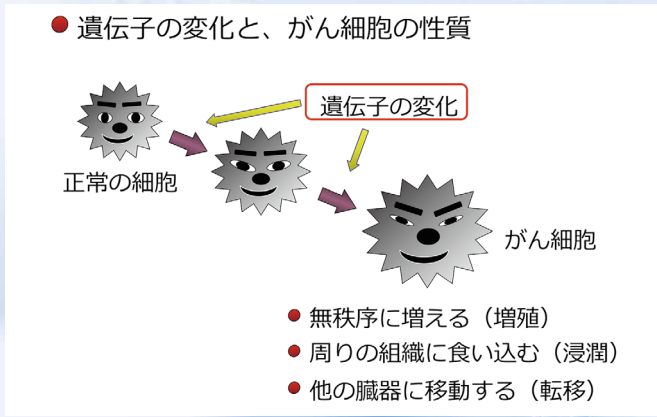 ● 遺伝子の変化と、がん細胞の性質
遺伝子の変化
正常の細胞
がん細胞
● 無秩序に増える（増殖）
● 周りの組織に食い込む（浸潤）
● 他の臓器に移動する（転移）